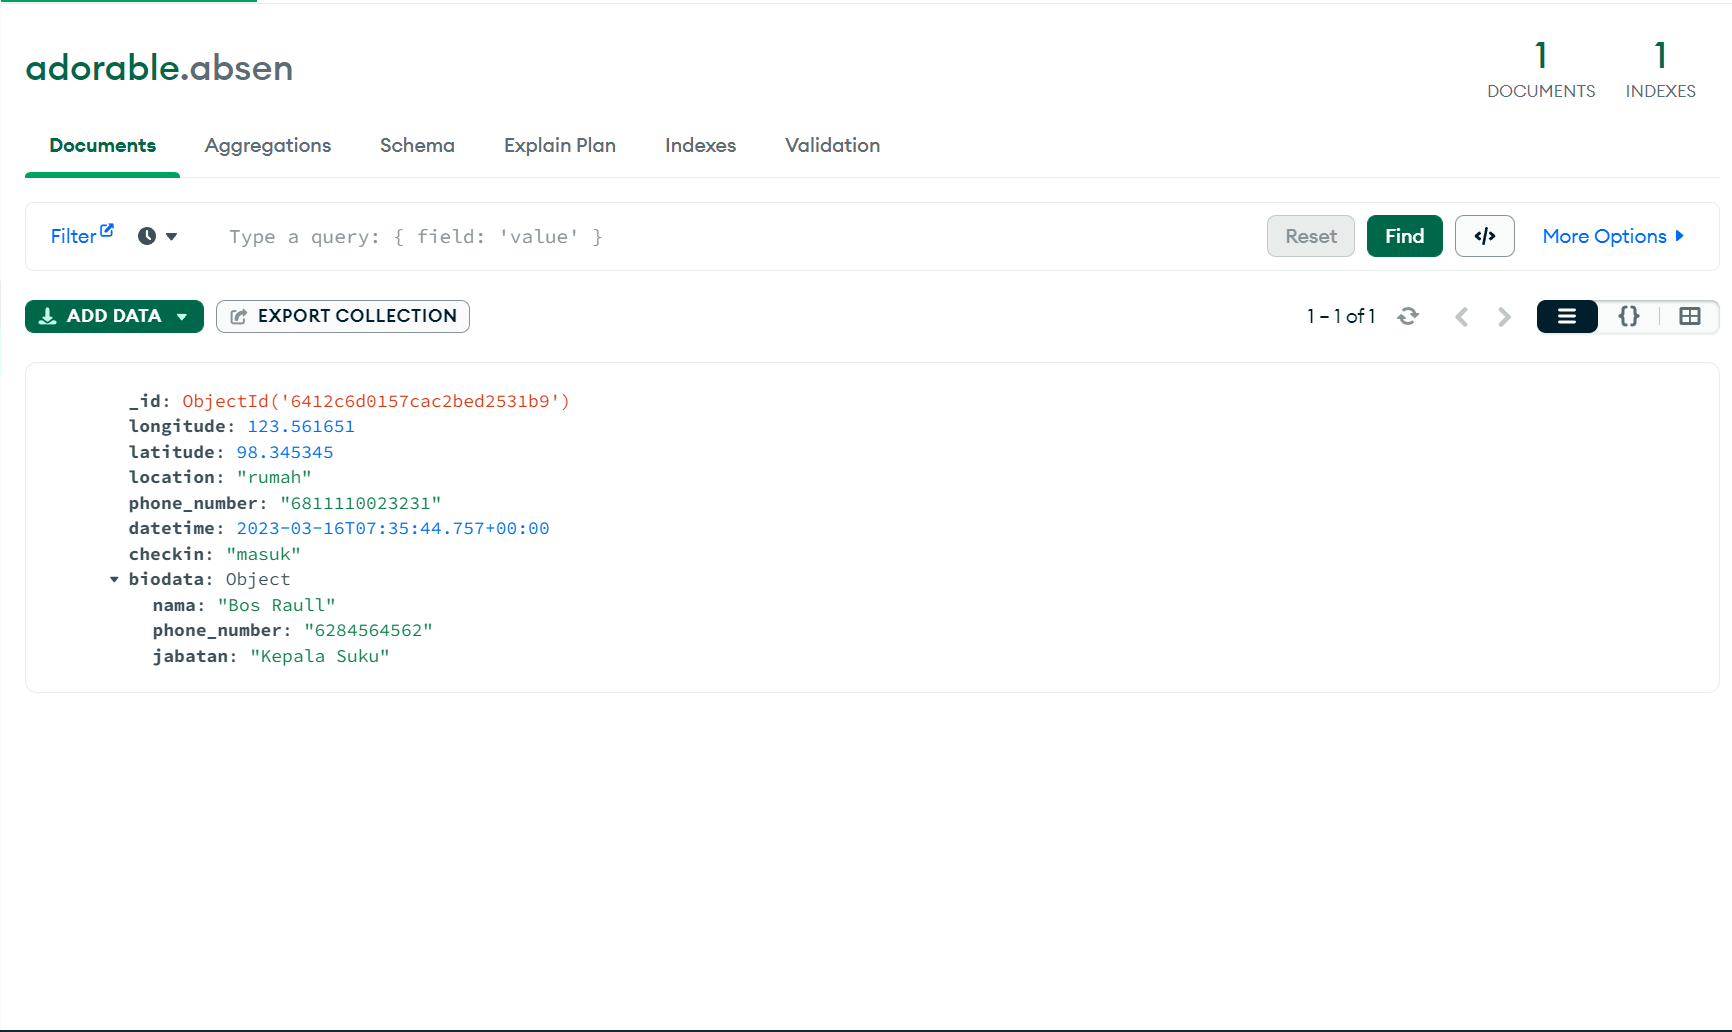 adorable.absen
1 DOCUMENTS
1 INDEXES
Documents Aggregations Schema Explain Plan Indexes Validation
Filter Type a query: { field: 'value' } Reset Find </> More Options
ADD DATA EXPORT COLLECTION 1 – 1 of 1 {}
_id: ObjectId('6412c6d0157cac2bed2531b9')
longitude: 123.561651
latitude: 98.345345
location: "rumah"
phone_number: "6811110023231"
datetime: 2023-03-16T07:35:44.757+00:00
checkin: "masuk"
biodata: Object
nama: "Bos Raull"
phone_number: "6284564562"
jabatan: "Kepala Suku"